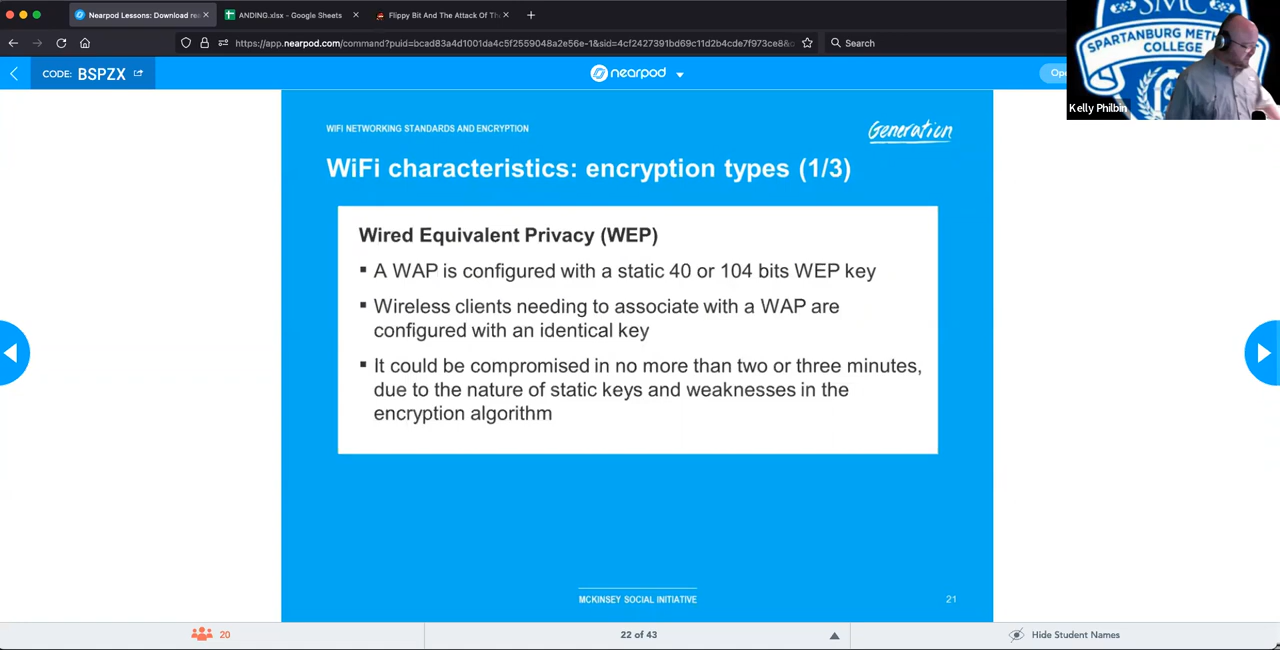 Nearpod Lessons: Download re
ANDING.xlsx - Google Sheets
Flippy Bit And The Attack Of Th
https://app.nearpod.com/command?puid=bcad83a4d1001da4c5f2559048a2e56e-1&sid=4cf2427391bd69c11d2b4cde7f973ce8&
Search
CODE: BSPZX
nearpod
Op
SMC
SPARTANBURG METH
COLLEGE
Kelly Philbin
WIFI NETWORKING STANDARDS AND ENCRYPTION
Generation
WiFi characteristics: encryption types (1/3)
Wired Equivalent Privacy (WEP)
▪ A WAP is configured with a static 40 or 104 bits WEP key
▪ Wireless clients needing to associate with a WAP are
configured with an identical key
▪ It could be compromised in no more than two or three minutes,
due to the nature of static keys and weaknesses in the
encryption algorithm
MCKINSEY SOCIAL INITIATIVE
21
20
22 of 43
Hide Student Names